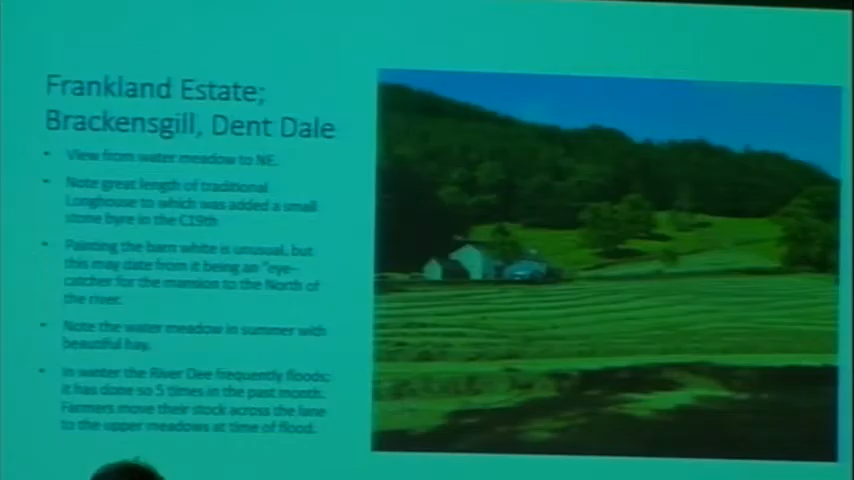 Frankland Estate;
Brackensgill, Dent Dale
• View from water meadow to NE.
• Note great length of traditional
Longhouse to which was added a small
stone byre in the C19th
• Painting the barn white is unusual, but
this may date from it being an "eye-
catcher for the mansion to the North of
the river.
• Note the water meadow in summer with
beautiful hay.
• In winter the River Dee frequently floods;
it has done so 5 times in the past month.
Farmers move their stock across the lane
to the upper meadows at time of flood.